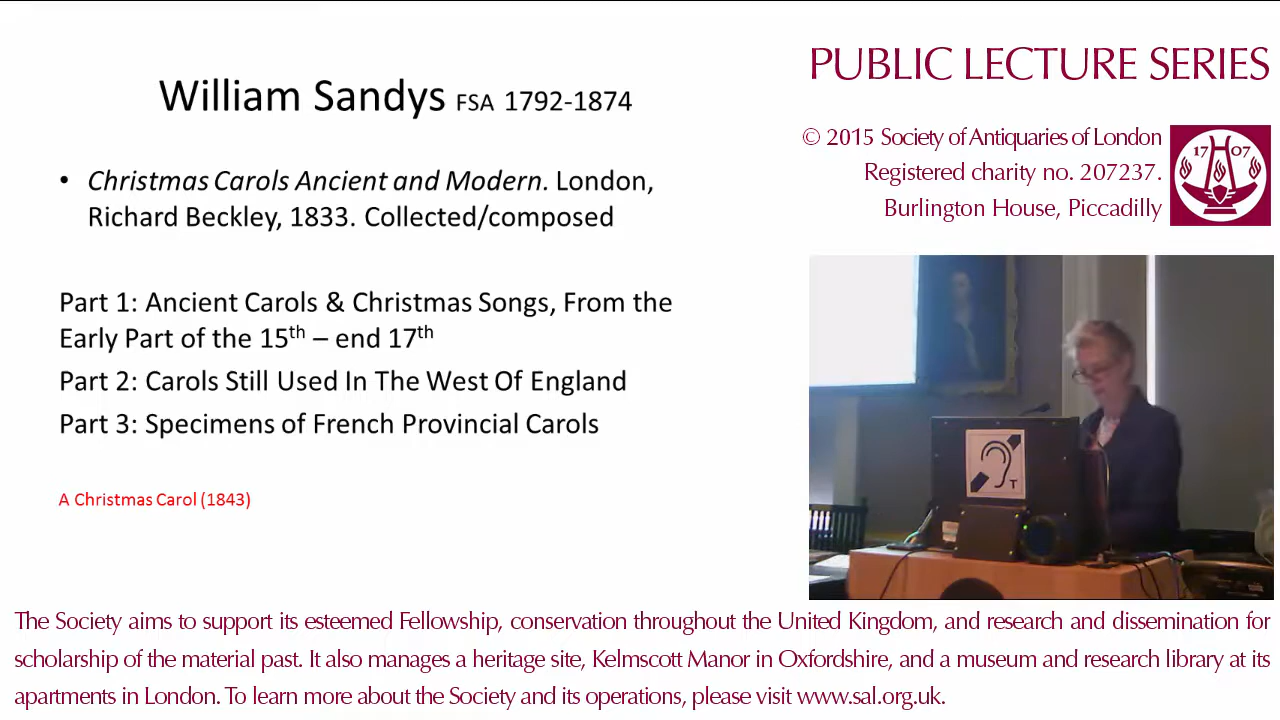 William Sandys FSA 1792-1874
• Christmas Carols Ancient and Modern. London,
Richard Beckley, 1833. Collected/composed
Part 1: Ancient Carols & Christmas Songs, From the
Early Part of the 15th – end 17th
Part 2: Carols Still Used In The West Of England
Part 3: Specimens of French Provincial Carols
A Christmas Carol (1843)
PUBLIC LECTURE SERIES
© 2015 Society of Antiquaries of London
Registered charity no. 207237.
Burlington House, Piccadilly
17 07
T
The Society aims to support its esteemed Fellowship, conservation throughout the United Kingdom, and research and dissemination for
scholarship of the material past. It also manages a heritage site, Kelmscott Manor in Oxfordshire, and a museum and research library at its
apartments in London. To learn more about the Society and its operations, please visit www.sal.org.uk.